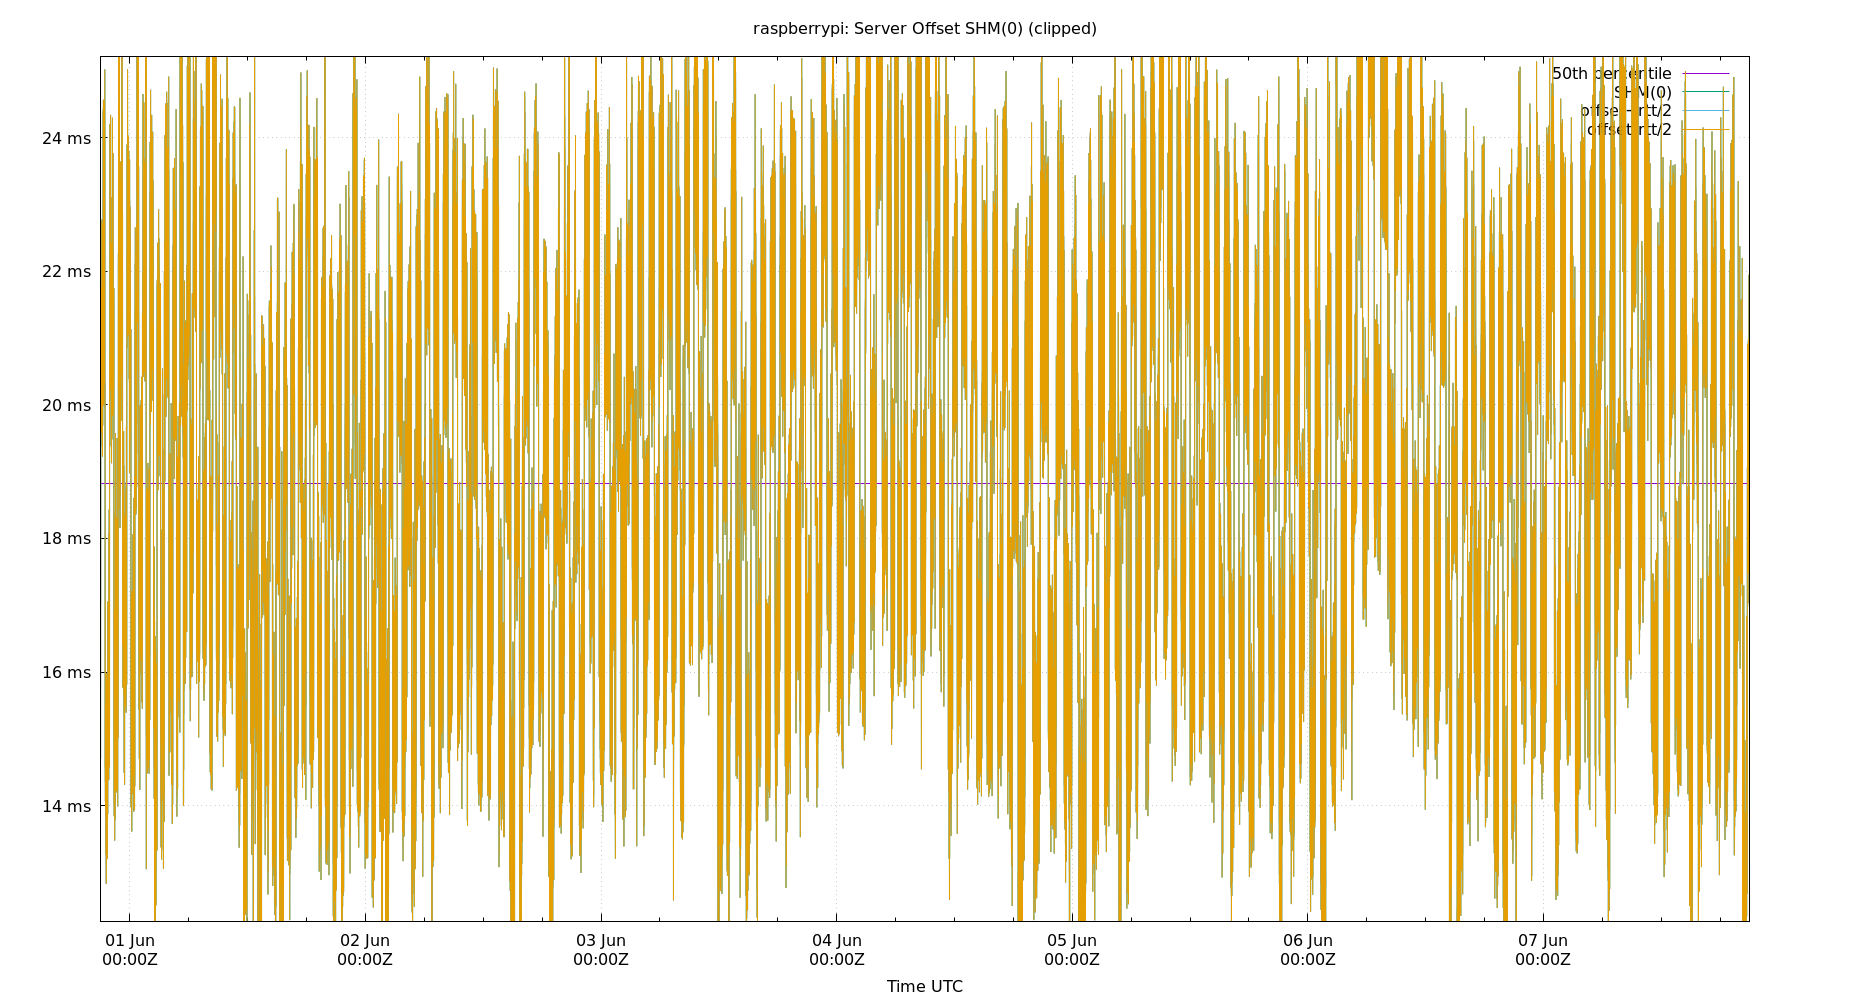 raspberrypi: Server Offset SHM(0) (clipped)
50th percentile
SHM(0)
offset+rtt/2
offset-rtt/2
24 ms
22 ms
20 ms
18 ms
16 ms
14 ms
01 Jun 02 Jun 03 Jun 04 Jun 05 Jun 06 Jun 07 Jun
00:00Z 00:00Z 00:00Z 00:00Z 00:00Z 00:00Z 00:00Z
Time UTC